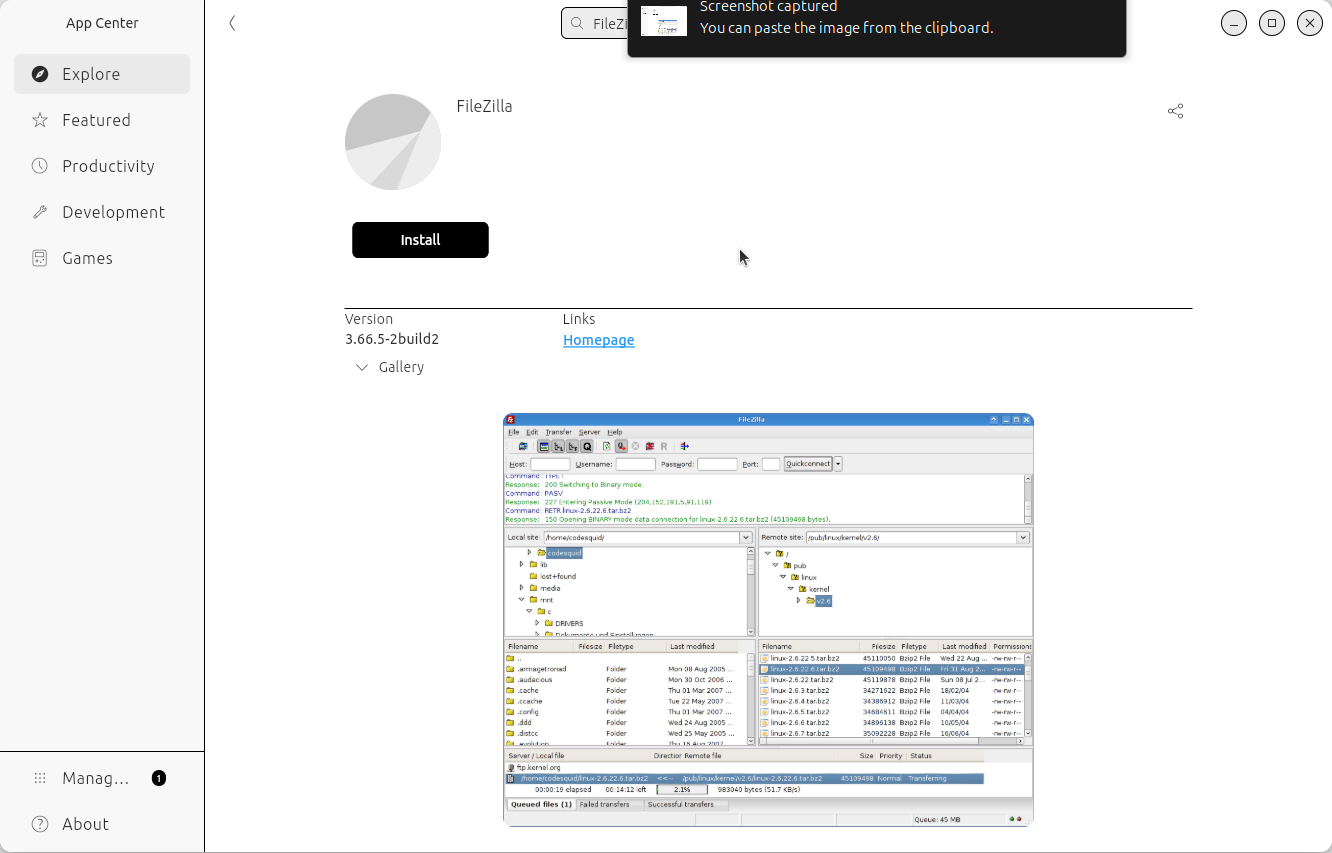 App Center
FileZi
Screenshot captured
You can paste the image from the clipboard.
Explore
Featured
Productivity
Development
Games
Manag... 1
About
FileZilla
Install
Version
3.66.5-2build2
Links
Homepage
Gallery
FileZilla
File Edit Transfer Server Help
Host: Username: Password: Port: Quickconnect
Command: TYPE I
Response: 200 Switching to Binary mode.
Command: PASV
Response: 227 Entering Passive Mode (204,152,191,5,91,119)
Command: RETR linux-2.6.22.6.tar.bz2
Response: 150 Opening BINARY mode data connection for linux-2.6.22.6.tar.bz2 (45109498 bytes).
Local site: /home/codesquid/
codesquid
lib
lost+found
media
mnt
c
DRIVERS
Dokumente und Einstellungen
Remote site: /pub/linux/kernel/v2.6/
/
pub
linux
kernel
v2.6
Filename Filesize Filetype Last modified
..
.armagetronad Folder Mon 08 Aug 2005 ...
.audacious Folder Mon 30 Oct 2006 ...
.cache Folder Thu 01 Mar 2007 ...
.ccache Folder Tue 22 May 2007 ...
.config Folder Thu 01 Mar 2007 ...
.ddd Folder Wed 24 Aug 2005 ...
.distcc Folder Wed 25 May 2005 ...
.evolution Folder Thu 16 Aug 2007
Filename Filesize Filetype Last modified Permissions
linux-2.6.22.5.tar.bz2 45110050 Bzip2 File Wed 22 Aug ... -rw-rw-r--
linux-2.6.22.6.tar.bz2 45109498 Bzip2 File Fri 31 Aug 2... -rw-rw-r--
linux-2.6.22.tar.bz2 45119878 Bzip2 File Sun 08 Jul 2... -rw-rw-r--
linux-2.6.3.tar.bz2 34271622 Bzip2 File 18/02/04 -rw-rw-r--
linux-2.6.4.tar.bz2 34386912 Bzip2 File 11/03/04 -rw-rw-r--
linux-2.6.5.tar.bz2 34684611 Bzip2 File 04/04/04 -rw-rw-r--
linux-2.6.6.tar.bz2 34896138 Bzip2 File 10/05/04 -rw-rw-r--
linux-2.6.7.tar.bz2 35092228 Bzip2 File 16/06/04 -rw-rw-r--
Server / Local file Direction Remote file Size Priority Status
ftp.kernel.org
/home/codesquid/linux-2.6.22.6.tar.bz2 <<-- /pub/linux/kernel/v2.6/linux-2.6.22.6.tar.bz2 45109498 Normal Transferring
00:00:19 elapsed 00:14:12 left 2.1% 983040 bytes (51.7 KB/s)
Queued files (1) Failed transfers Successful transfers
Queue: 45 MB